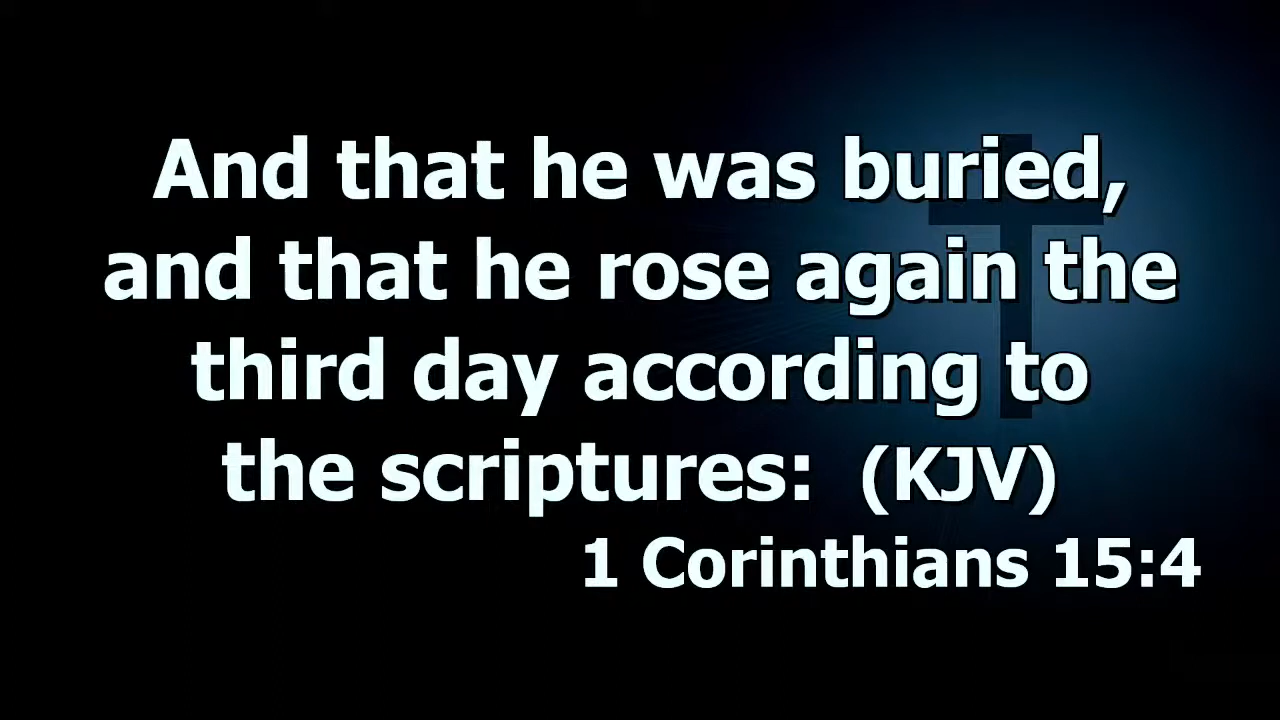 And that he was buried,
and that he rose again the
third day according to
the scriptures: (KJV)
1 Corinthians 15:4